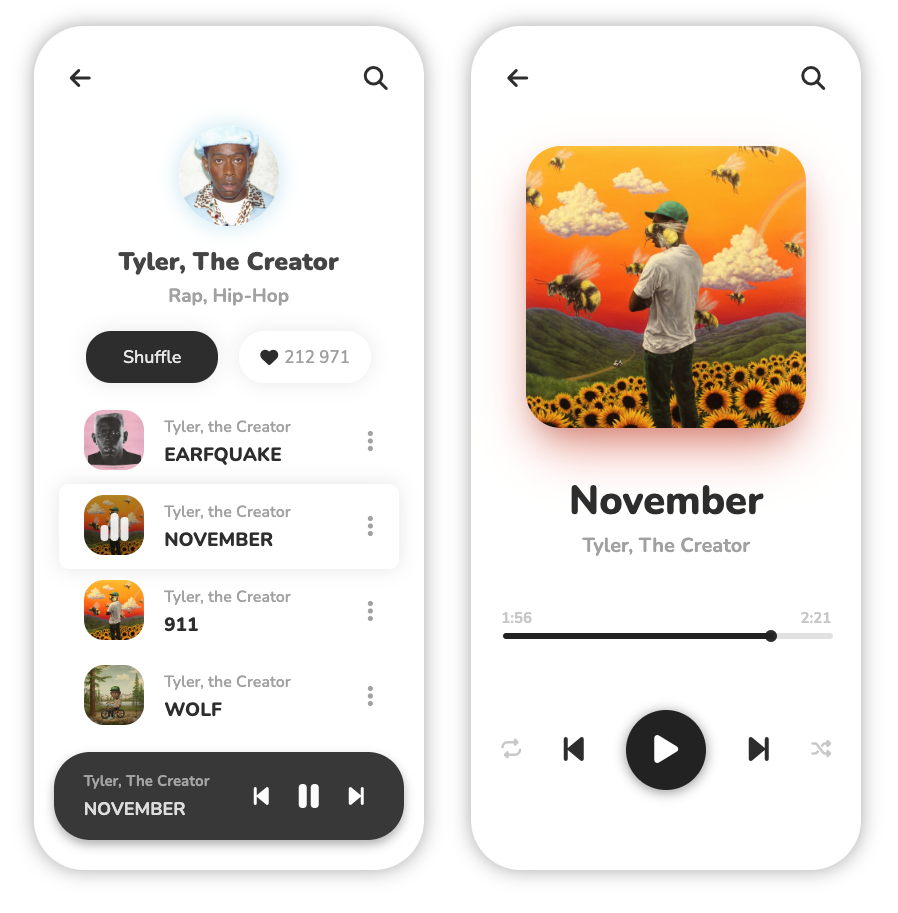 Tyler, The Creator
Rap, Hip-Hop
Shuffle
212 971
Tyler, the Creator
EARFQUAKE
Tyler, the Creator
NOVEMBER
Tyler, the Creator
911
Tyler, the Creator
WOLF
Tyler, The Creator
NOVEMBER
November
Tyler, The Creator
1:56
2:21